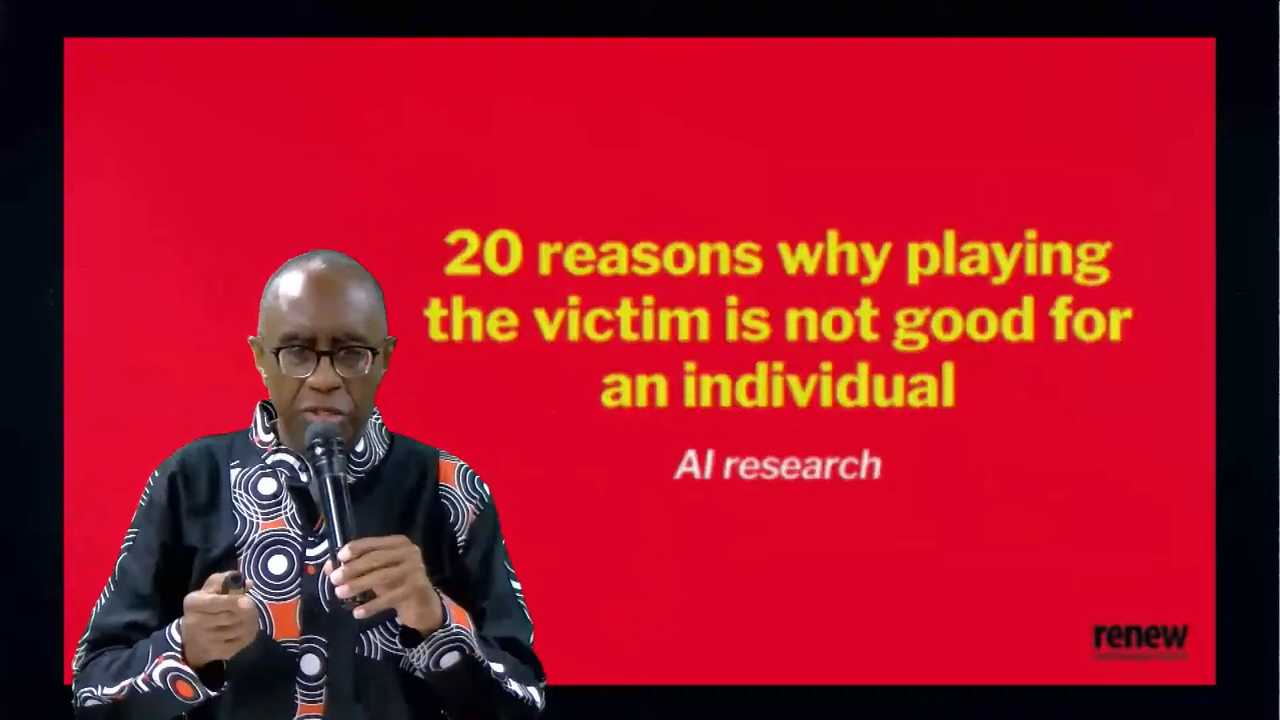 20 reasons why playing
the victim is not good for
an individual
AI research
renew